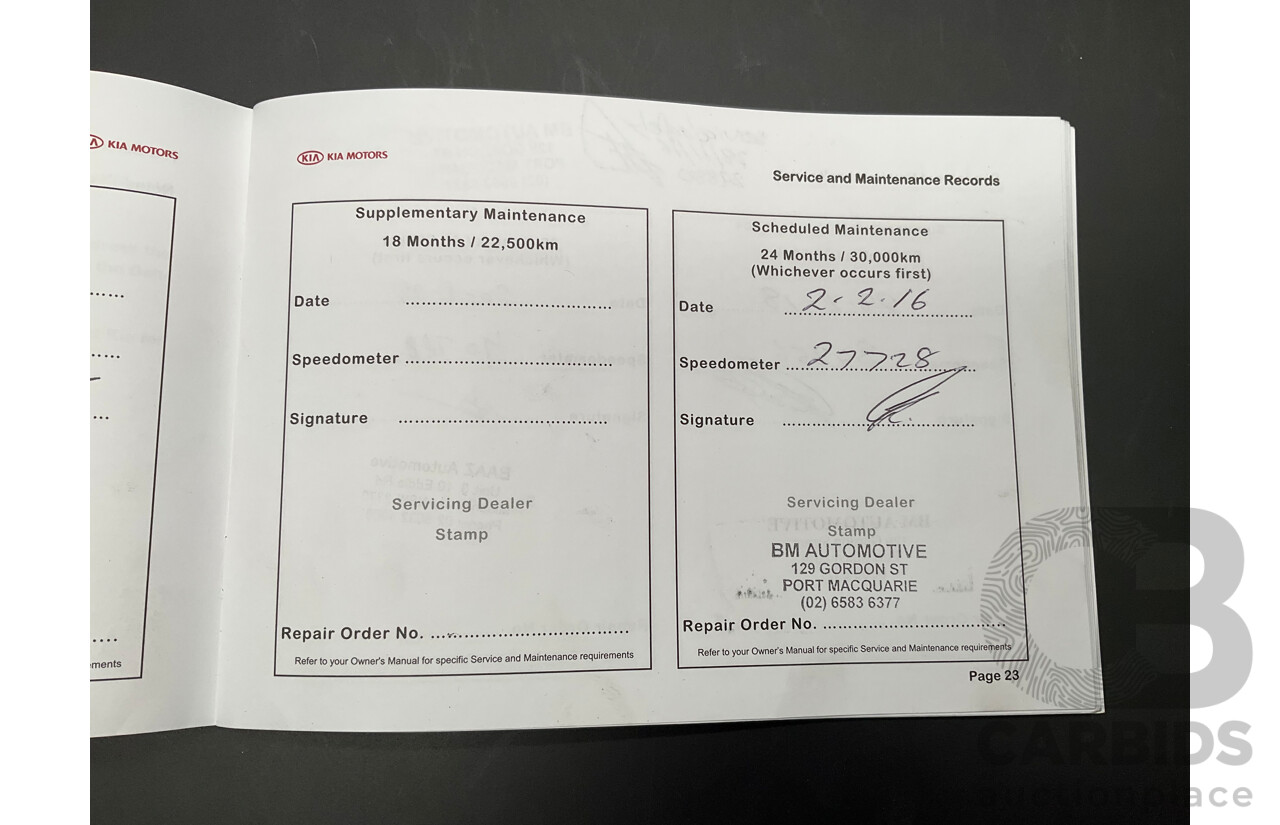 KIA MOTORS
ments
KIA KIA MOTORS
Service and Maintenance Records
Supplementary Maintenance
18 Months / 22,500km
Date ........................................
Speedometer ........................................
Signature ........................................
Servicing Dealer
Stamp
Repair Order No. ......................................
Refer to your Owner's Manual for specific Service and Maintenance requirements
Scheduled Maintenance
24 Months / 30,000km
(Whichever occurs first)
Date 2.2.16
Speedometer 27728
Signature ........................................
Servicing Dealer
Stamp
BM AUTOMOTIVE
129 GORDON ST
PORT MACQUARIE
(02) 6583 6377
Repair Order No. ......................................
Refer to your Owner's Manual for specific Service and Maintenance requirements
Page 23
CB
CARBIDS
auctionplace